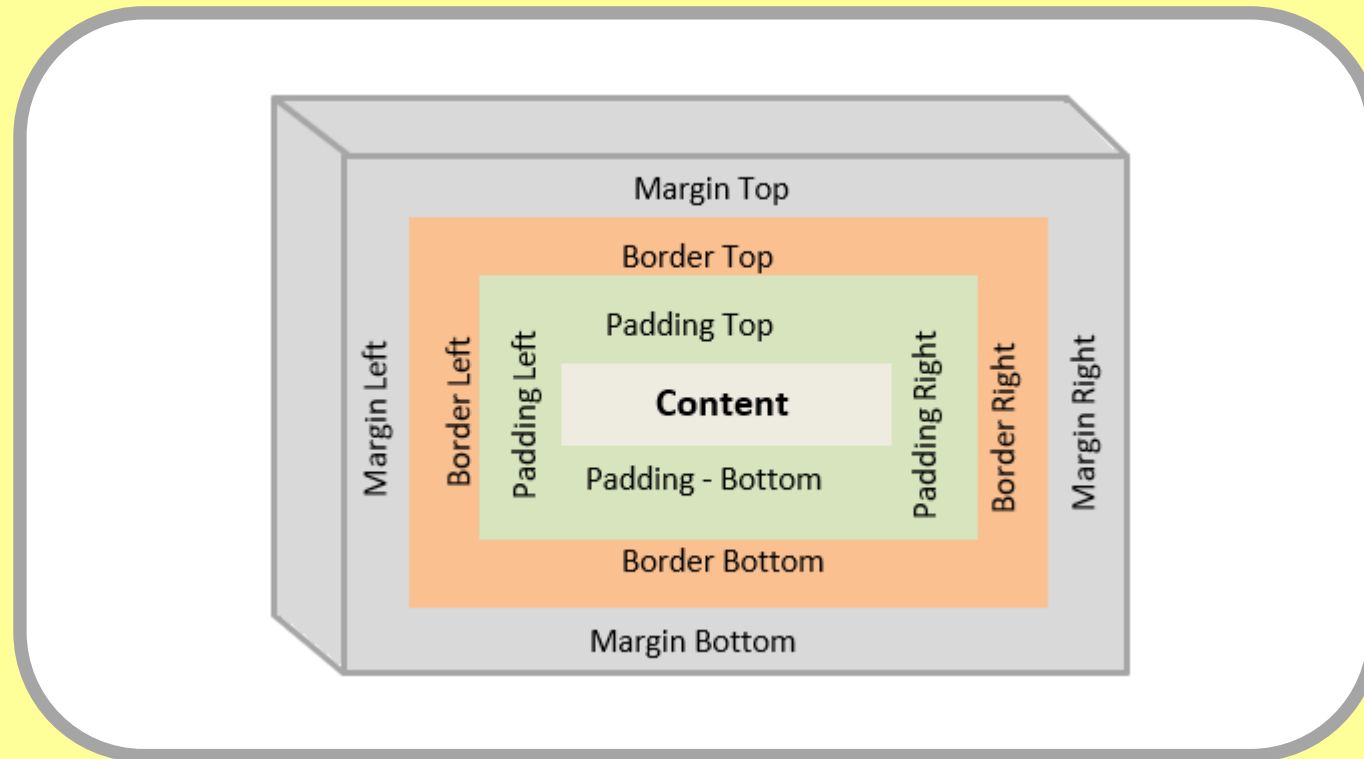 Margin Top
Border Top
Padding Top
Margin Left
Border Left
Padding Left
Content
Padding Right
Border Right
Margin Right
Padding - Bottom
Border Bottom
Margin Bottom